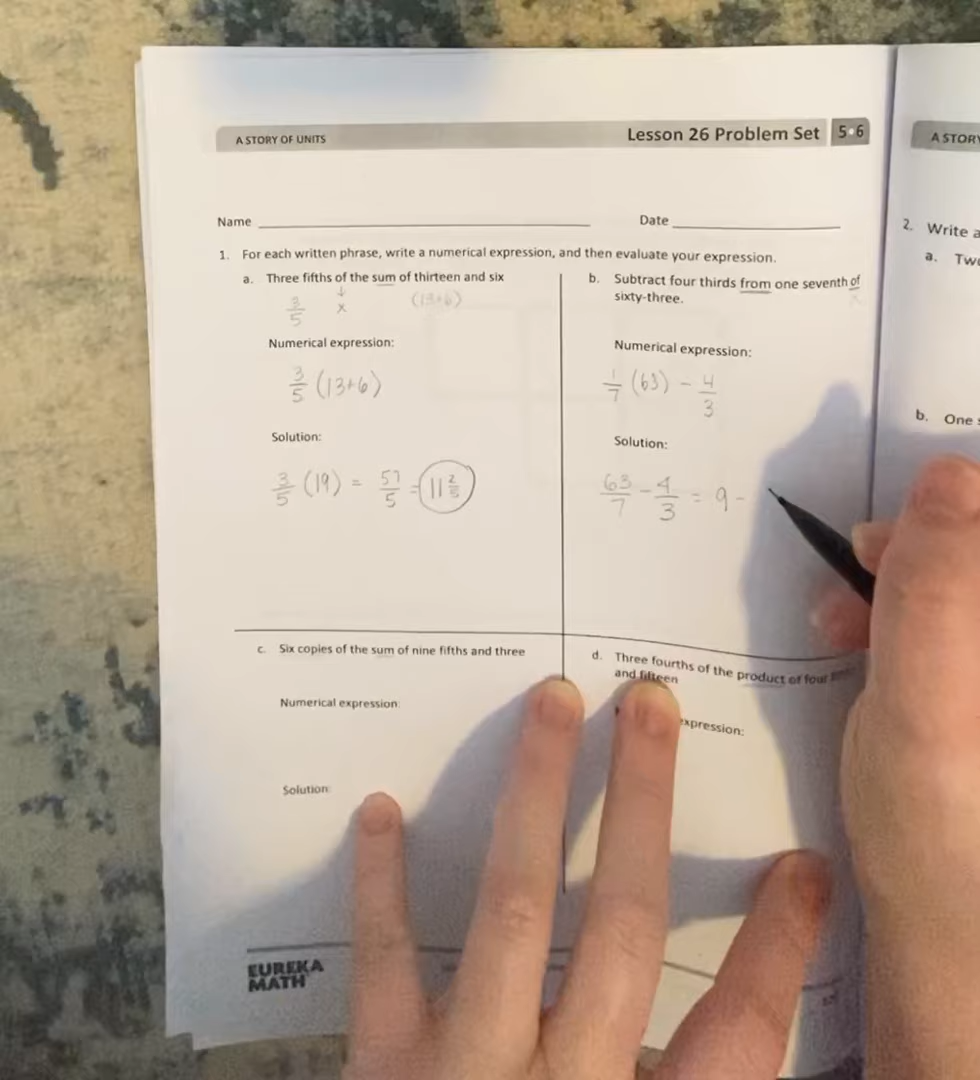 A STORY OF UNITS
Lesson 26 Problem Set 5•6
Name
Date
1. For each written phrase, write a numerical expression, and then evaluate your expression.
a. Three fifths of the sum of thirteen and six
3/5 x (13+6)
Numerical expression:
3/5 (13+6)
Solution:
3/5 (19) = 57/5 = 11 2/5
b. Subtract four thirds from one seventh of
sixty-three.
x
Numerical expression:
1/7 (63) - 4/3
Solution:
63/7 - 4/3 = 9 -
c. Six copies of the sum of nine fifths and three
Numerical expression:
Solution:
d. Three fourths of the product of four
and fifteen
expression:
EUREKA
MATH
A STORY
2. Write a
a. Two
b. One